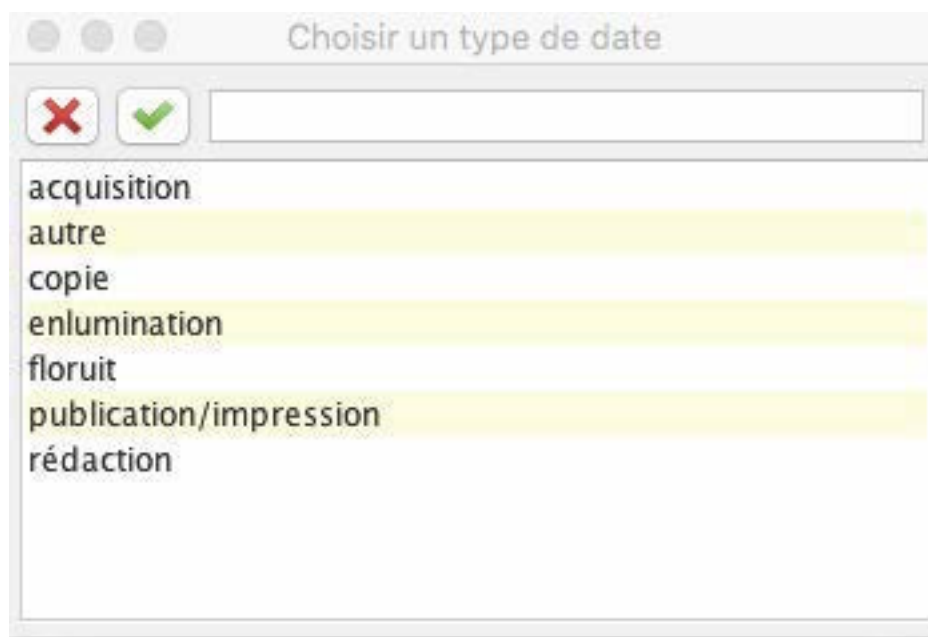 Choisir un type de date
acquisition
autre
copie
enlumination
floruit
publication/impression
rédaction